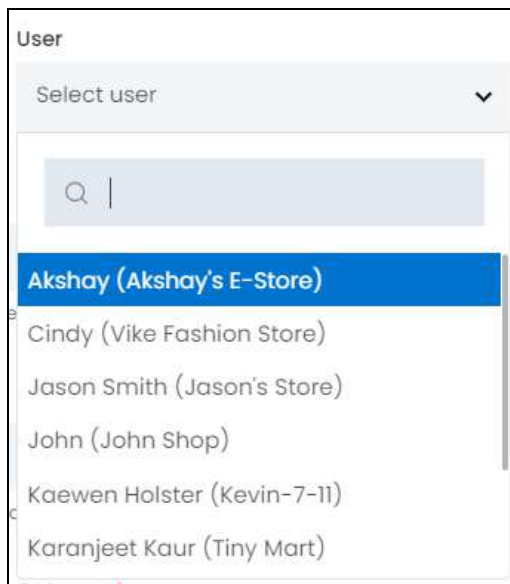 User
Select user
Akshay (Akshay's E-Store)
Cindy (Vike Fashion Store)
Jason Smith (Jason's Store)
John (John Shop)
Kaewen Holster (Kevin-7-11)
Karanjeet Kaur (Tiny Mart)